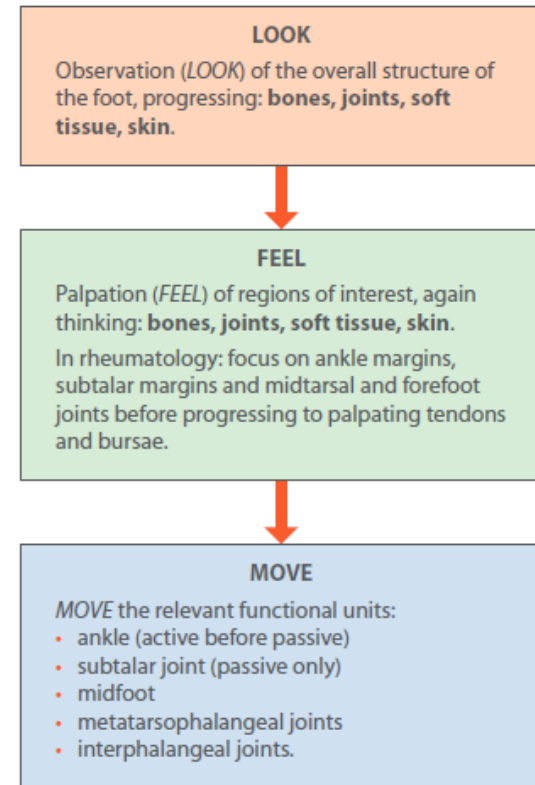 LOOK
Observation (LOOK) of the overall structure of
the foot, progressing: bones, joints, soft
tissue, skin.
FEEL
Palpation (FEEL) of regions of interest, again
thinking: bones, joints, soft tissue, skin.
In rheumatology: focus on ankle margins,
subtalar margins and midtarsal and forefoot
joints before progressing to palpating tendons
and bursae.
MOVE
MOVE the relevant functional units:
• ankle (active before passive)
• subtalar joint (passive only)
• midfoot
• metatarsophalangeal joints
• interphalangeal joints.